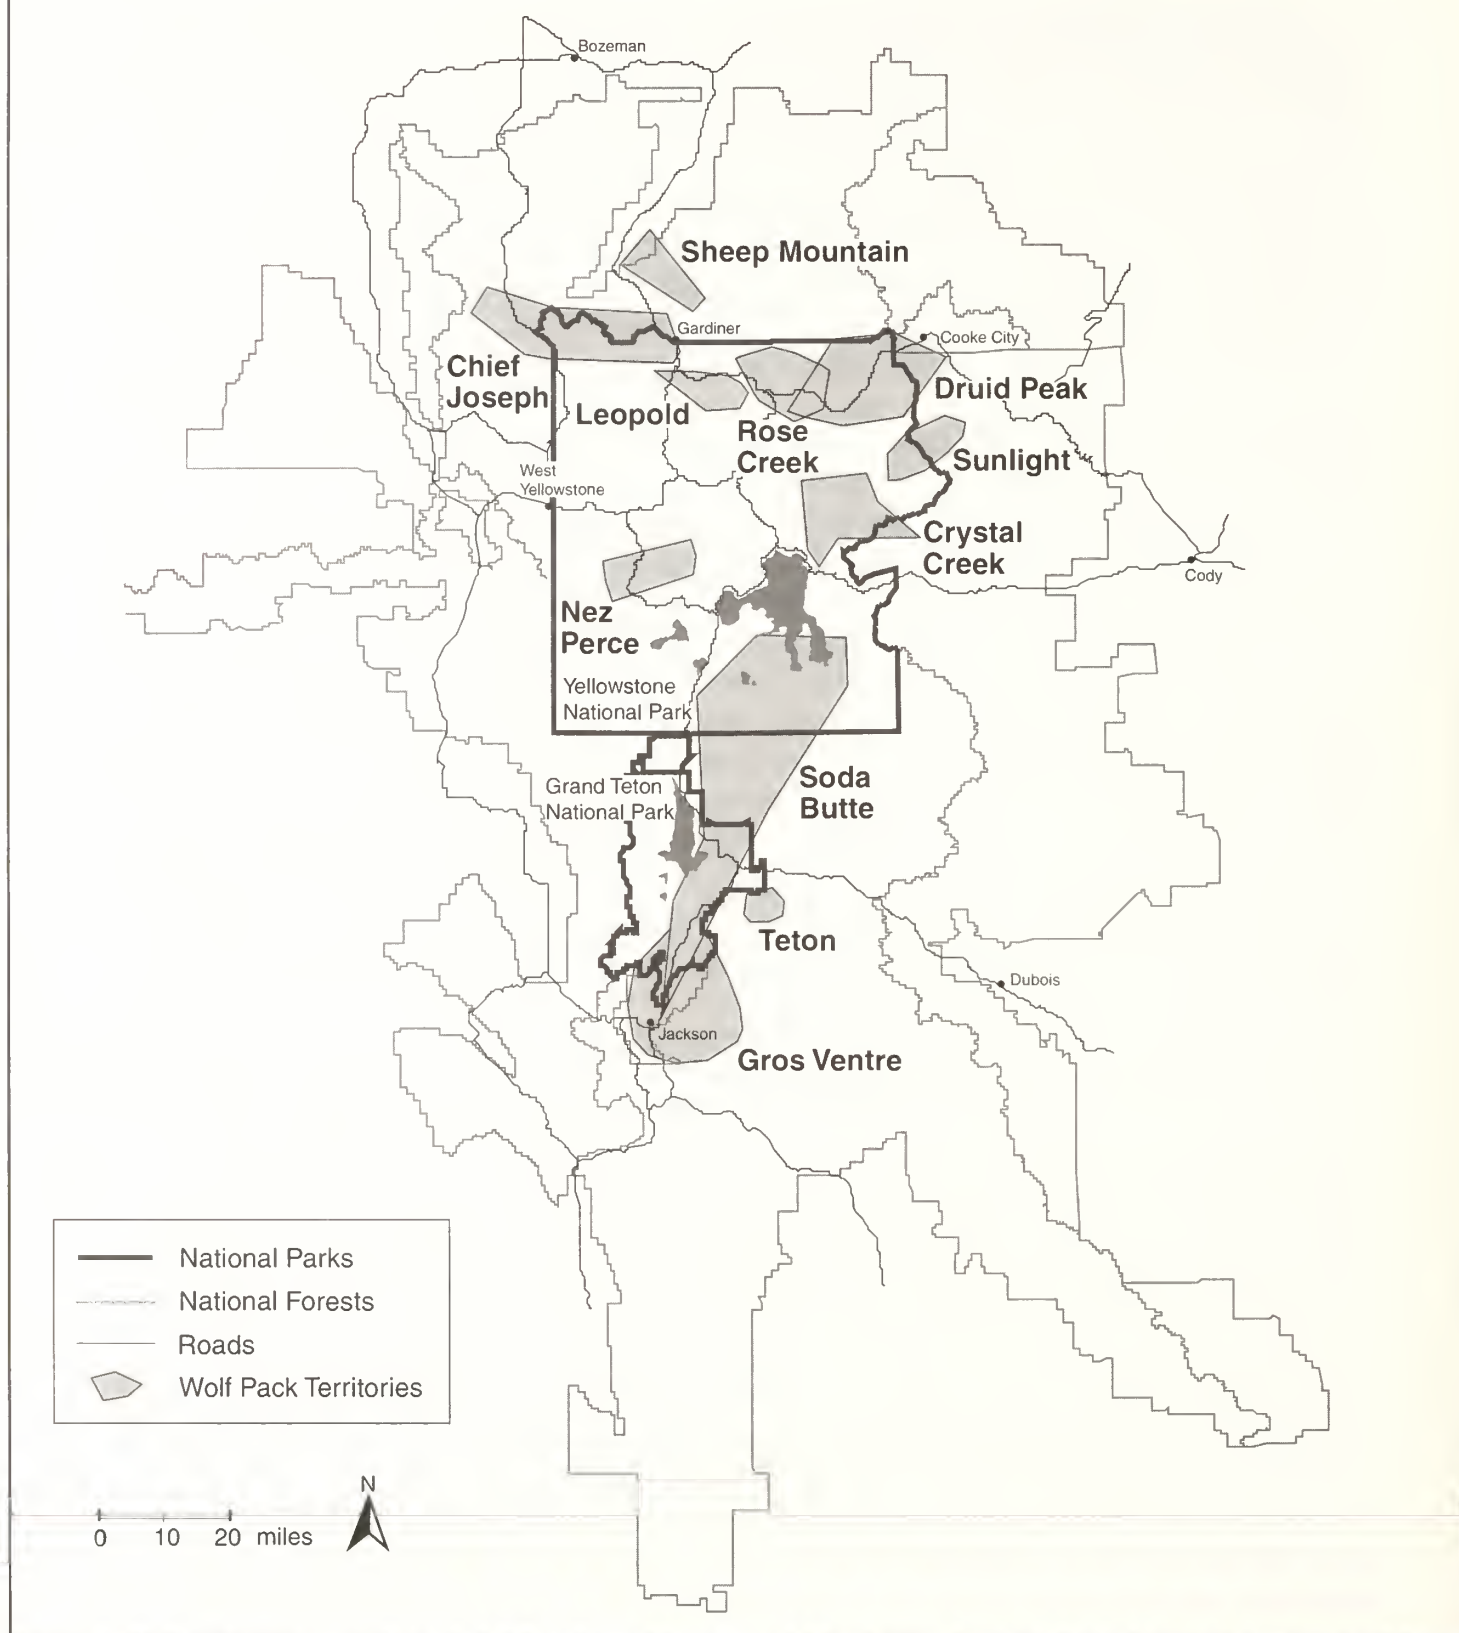 Bozeman
Sheep Mountain
Gardiner
Cooke City
Chief
Joseph
Leopold
Druid Peak
Rose
Creek
Sunlight
West
Yellowstone
Crystal
Creek
Cody
Nez
Perce
Yellowstone
National Park
Soda
Butte
Grand Teton
National Park
Teton
Dubois
Jackson
Gros Ventre
National Parks
National Forests
Roads
Wolf Pack Territories
N
0 10 20 miles